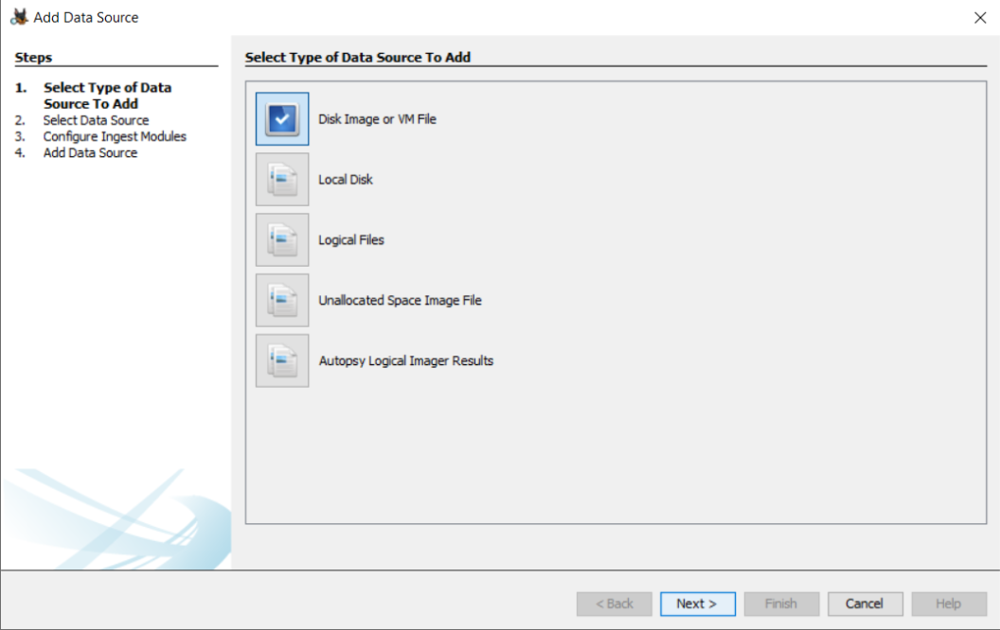 Add Data Source
Steps
1. Select Type of Data
Source To Add
2. Select Data Source
3. Configure Ingest Modules
4. Add Data Source
Select Type of Data Source To Add
Disk Image or VM File
Local Disk
Logical Files
Unallocated Space Image File
Autopsy Logical Imager Results
< Back
Next >
Finish
Cancel
Help